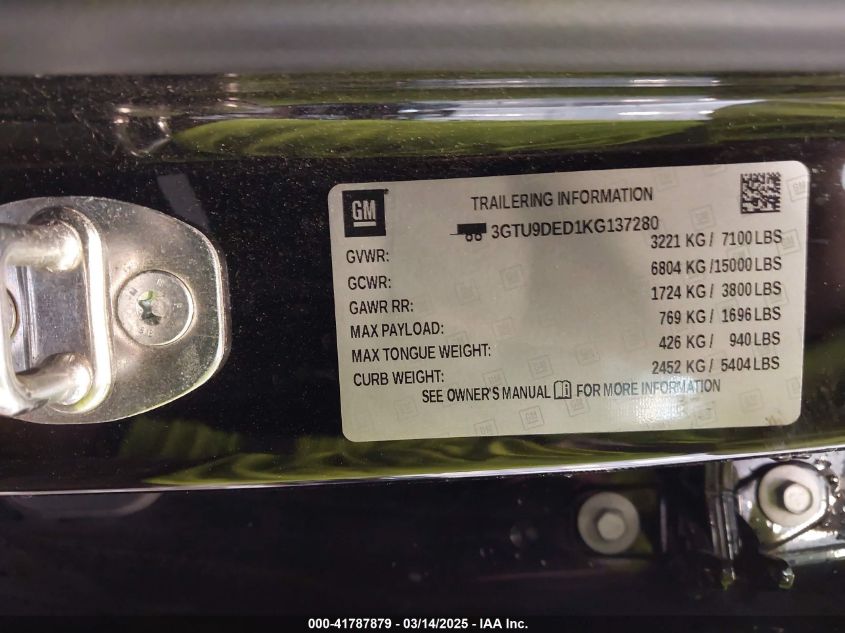 GM
TRAILERING INFORMATION
3GTU9DED1KG137280
GVWR: 3221 KG / 7100 LBS
GCWR: 6804 KG /15000 LBS
GAWR RR: 1724 KG / 3800 LBS
MAX PAYLOAD: 769 KG / 1696 LBS
MAX TONGUE WEIGHT: 426 KG / 940 LBS
CURB WEIGHT: 2452 KG / 5404 LBS
SEE OWNER'S MANUAL FOR MORE INFORMATION
000-41787879 - 03/14/2025 - IAA Inc.